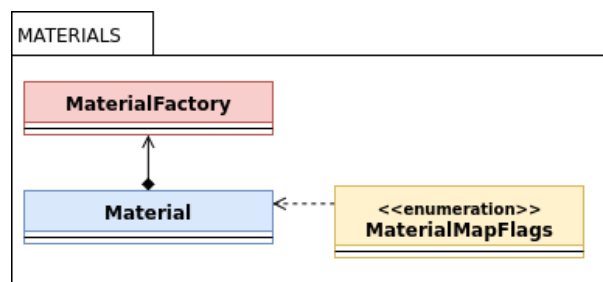 MATERIALS
MaterialFactory
Material
<<enumeration>>
MaterialMapFlags